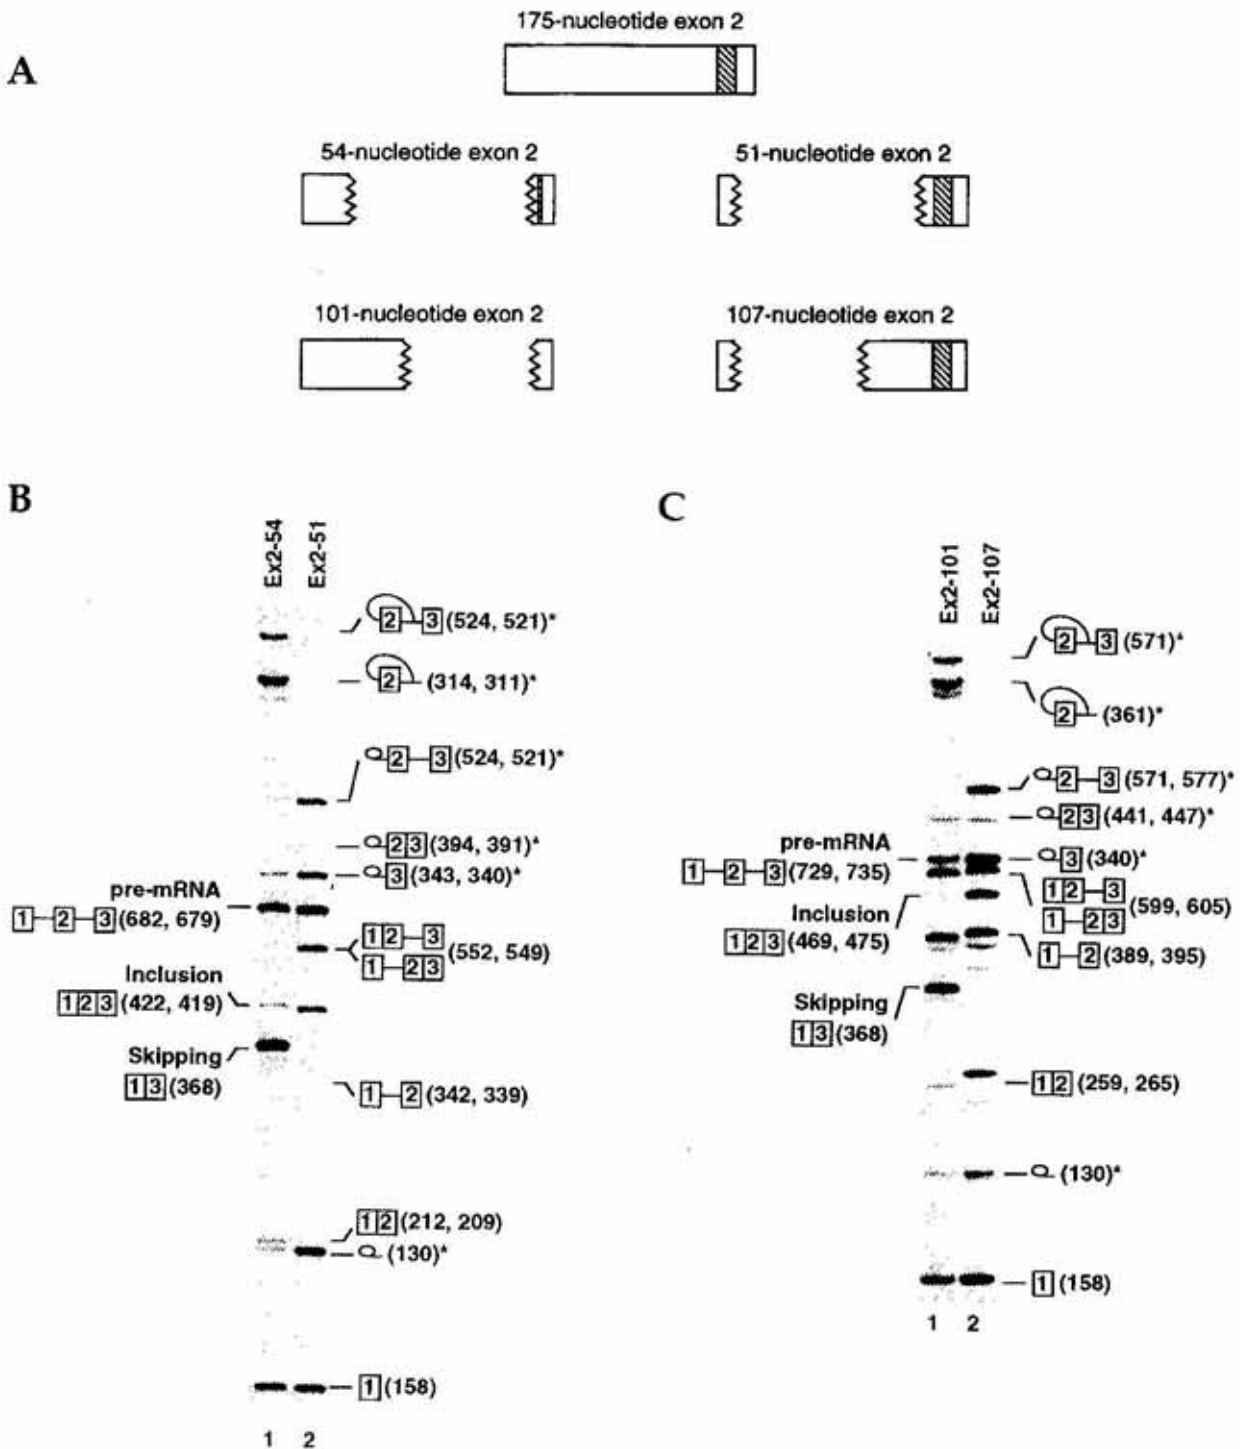 A
175-nucleotide exon 2
54-nucleotide exon 2
51-nucleotide exon 2
101-nucleotide exon 2
107-nucleotide exon 2
B
Ex2-54
Ex2-51
2 3 (524, 521)*
2 (314, 311)*
2 3 (524, 521)*
2 3 (394, 391)*
3 (343, 340)*
pre-mRNA
1 2 3 (682, 679)
1 2 3
1 2 3
(552, 549)
Inclusion
1 2 3 (422, 419)
Skipping
1 3 (368)
1 2 (342, 339)
1 2 (212, 209)
(130)*
1 (158)
1 2
C
Ex2-101
Ex2-107
2 3 (571)*
2 (361)*
2 3 (571, 577)*
2 3 (441, 447)*
pre-mRNA
1 2 3 (729, 735)
3 (340)*
1 2 3
1 2 3
(599, 605)
Inclusion
1 2 3 (469, 475)
1 2 (389, 395)
Skipping
1 3 (368)
1 2 (259, 265)
(130)*
1 (158)
1 2